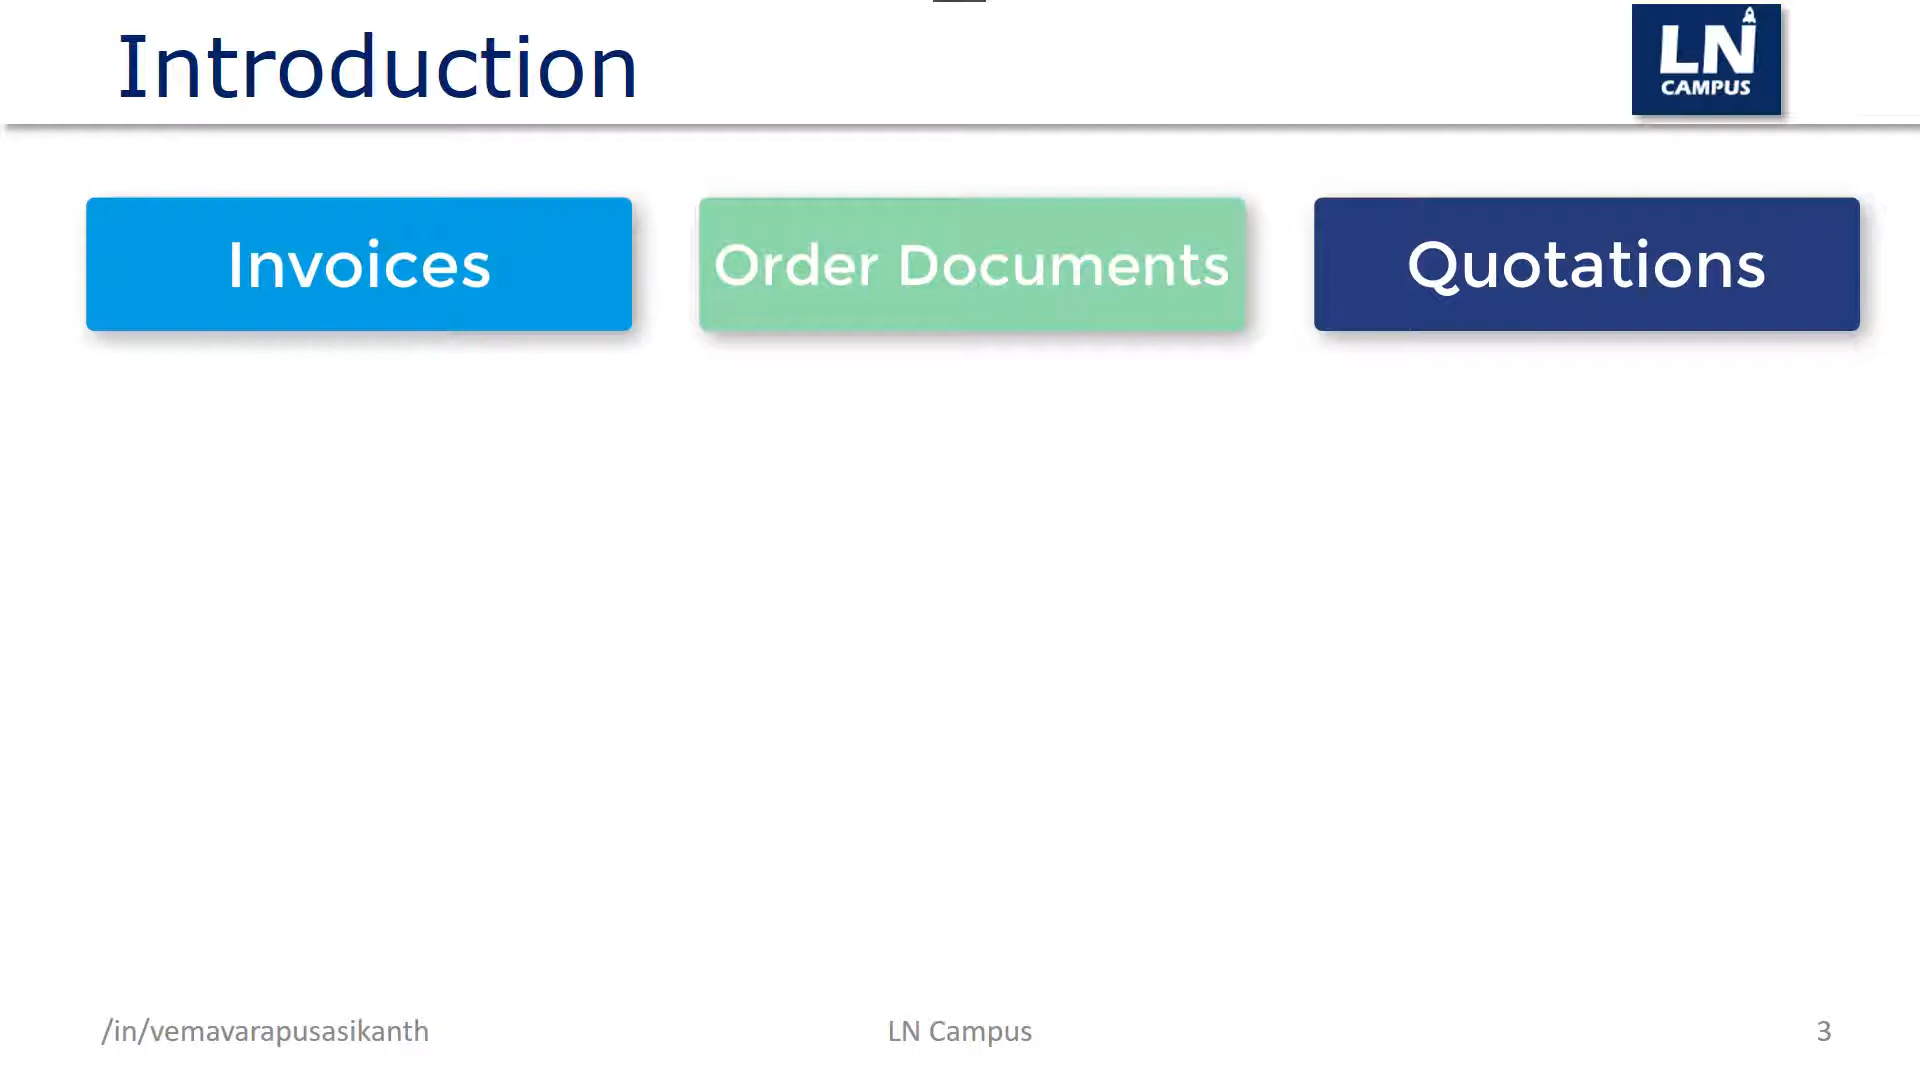 Introduction
LN
CAMPUS
Invoices
Order Documents
Quotations
/in/vemavarapusasikanth
LN Campus
3